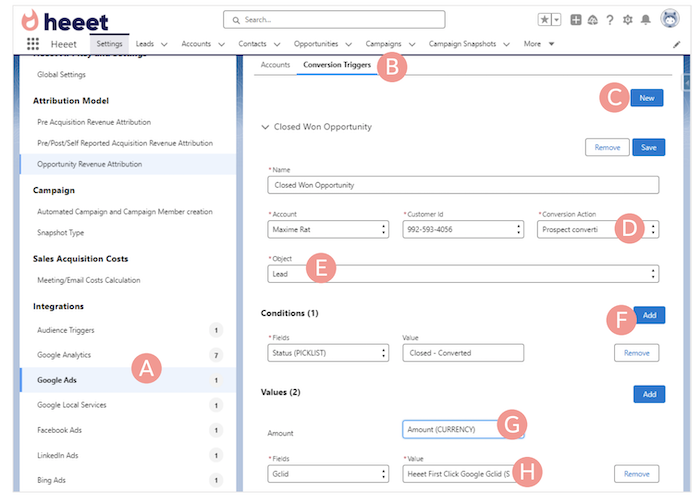 heeet
Search...
Heeet Settings Leads Accounts Contacts Opportunities Campaigns Campaign Snapshots More
Global Settings
Attribution Model
Pre Acquisition Revenue Attribution
Pre/Post/Self Reported Acquisition Revenue Attribution
Opportunity Revenue Attribution
Campaign
Automated Campaign and Campaign Member creation
Snapshot Type
Sales Acquisition Costs
Meeting/Email Costs Calculation
Integrations
Audience Triggers 1
Google Analytics 7
A
Google Ads 1
Google Local Services 1
Facebook Ads 1
LinkedIn Ads 1
Bing Ads 1
Accounts Conversion Triggers B
C New
Closed Won Opportunity
Remove Save
* Name
Closed Won Opportunity
* Account * Customer Id * Conversion Action
Maxime Rat 992-593-4056 Prospect converti D
* Object
Lead E
Conditions (1) F Add
* Fields Value
Status (PICKLIST) Closed - Converted Remove
Values (2) Add
Amount Amount (CURRENCY) G
* Fields * Value
Gclid Heeet First Click Google Gclid (S H Remove